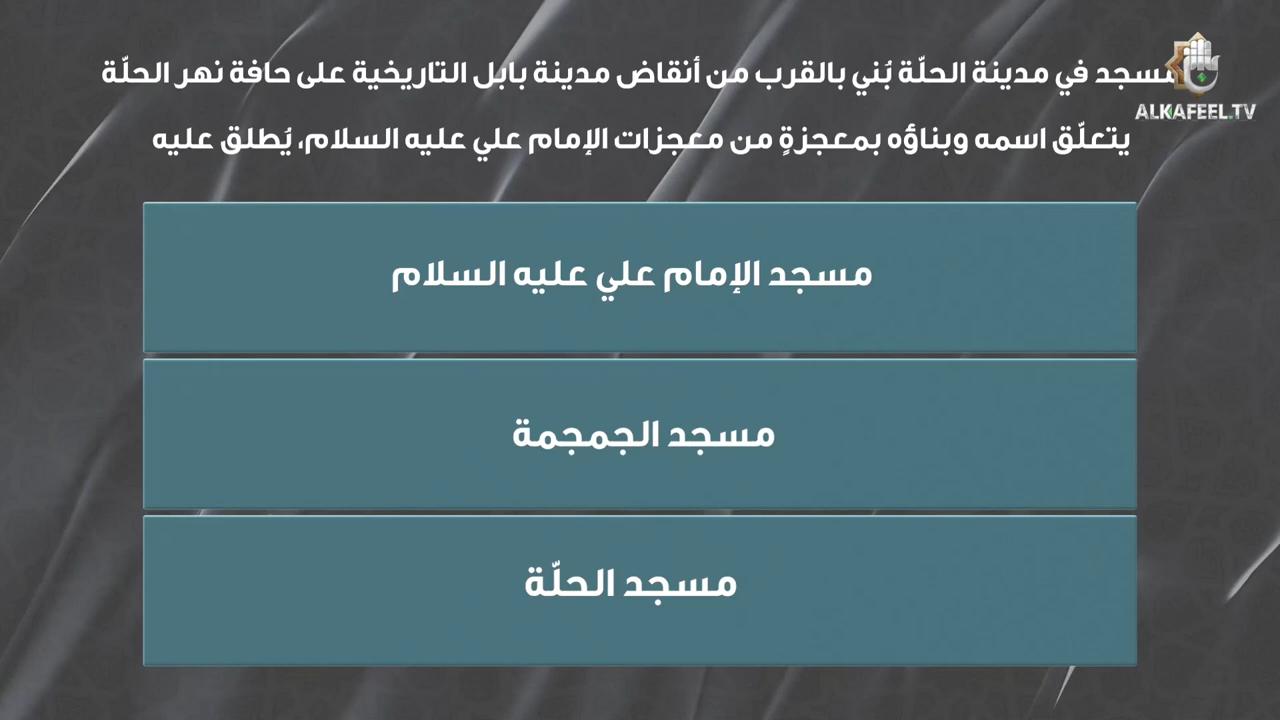 مسجد في مدينة الحلّة بُني بالقرب من أنقاض مدينة بابل التاريخية على حافة نهر الحلّة
يتعلّق اسمه وبناؤه بمعجزةٍ من معجزات الإمام علي عليه السلام، يُطلق عليه
ALKAFEEL.TV
مسجد الإمام علي عليه السلام
مسجد الجمجمة
مسجد الحلّة